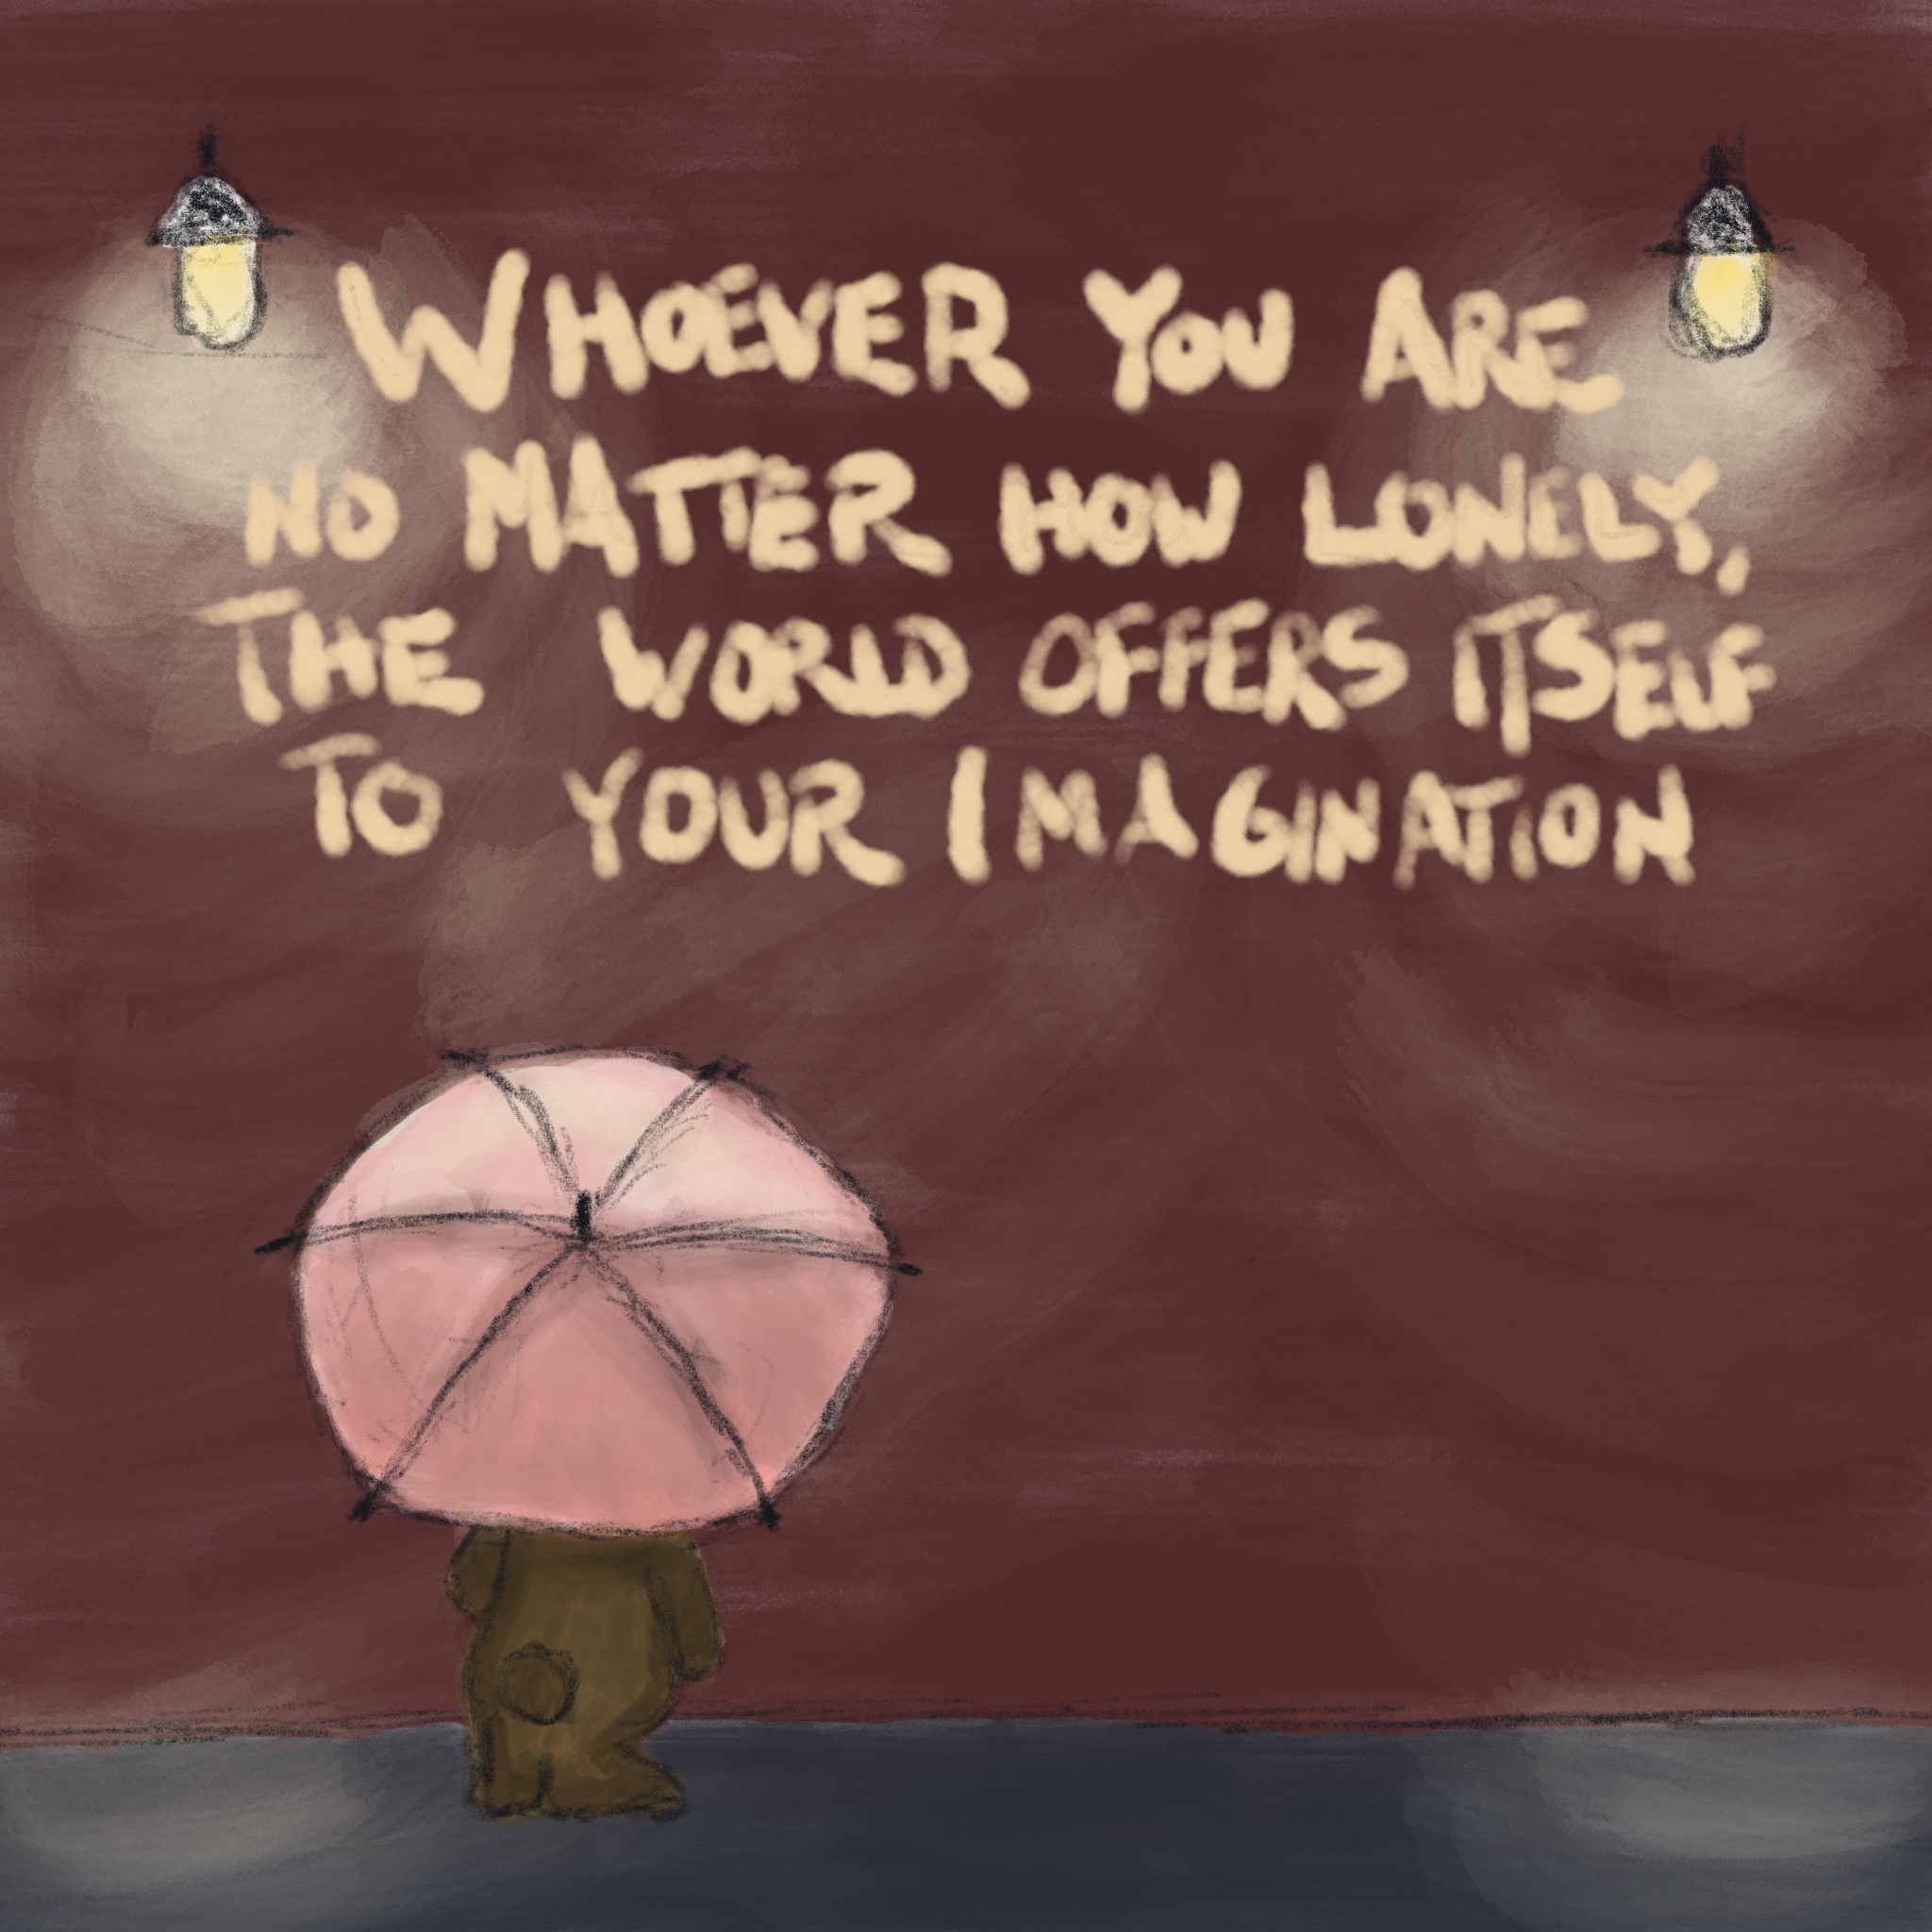 WHOEVER YOU ARE
NO MATTER HOW LONELY,
THE WORLD OFFERS ITSELF
TO YOUR IMAGINATION